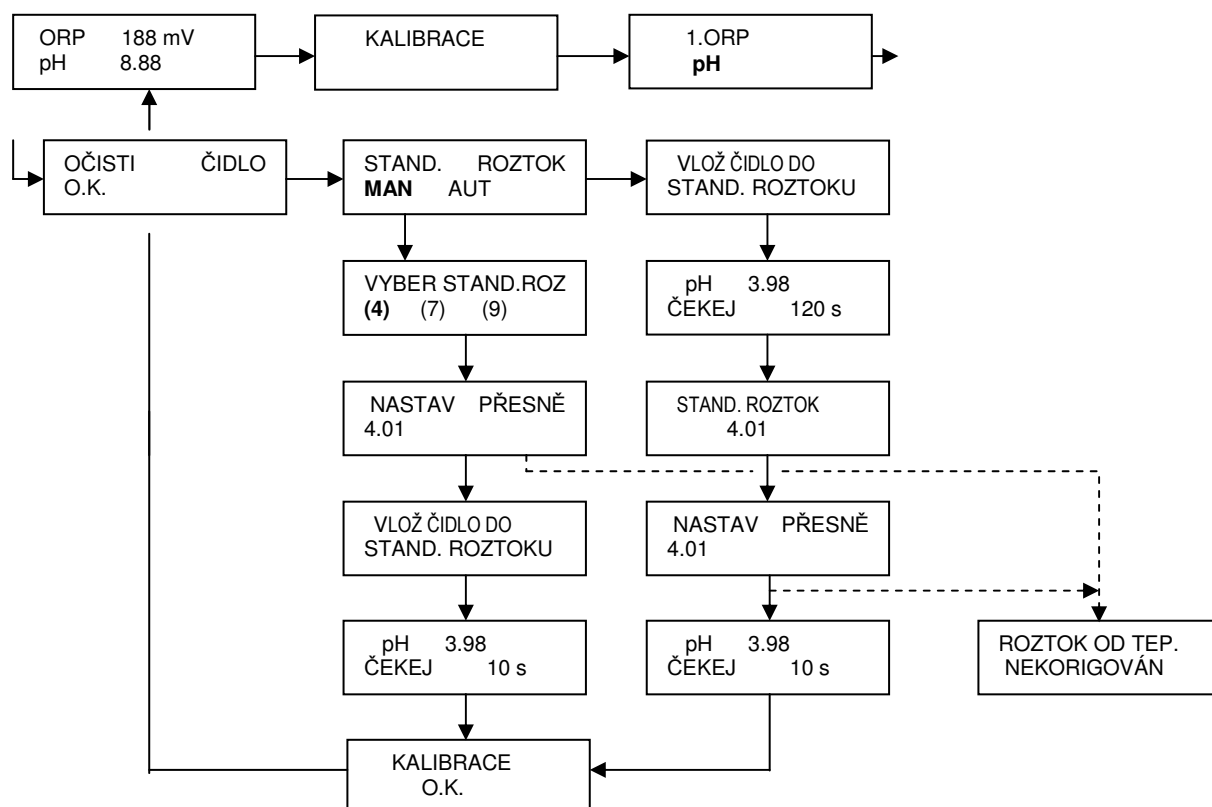 ORP 188 mV
pH 8.88
KALIBRACE
1.ORP
pH
OČISTI ČIDLO
O.K.
STAND. ROZTOK
MAN AUT
VLOŽ ČIDLO DO
STAND. ROZTOKU
VYBER STAND.ROZ
(4) (7) (9)
pH 3.98
ČEKEJ 120 s
NASTAV PŘESNĚ
4.01
STAND. ROZTOK
4.01
VLOŽ ČIDLO DO
STAND. ROZTOKU
NASTAV PŘESNĚ
4.01
pH 3.98
ČEKEJ 10 s
pH 3.98
ČEKEJ 10 s
ROZTOK OD TEP.
NEKORIGOVÁN
KALIBRACE
O.K.